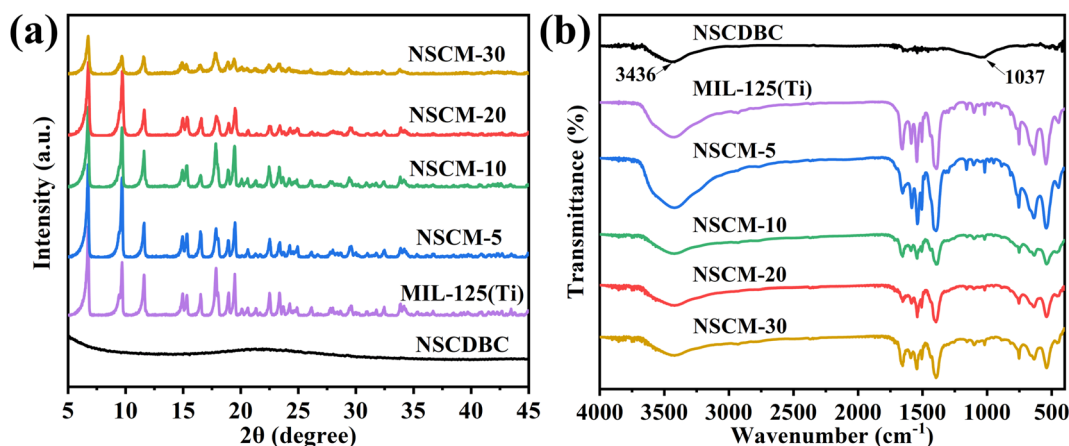 (a)
NSCM-30
NSCM-20
NSCM-10
NSCM-5
MIL-125(Ti)
NSCDBC
Intensity (a.u.)
5 10 15 20 25 30 35 40 45
2θ (degree)
(b)
NSCDBC
3436
1037
MIL-125(Ti)
NSCM-5
NSCM-10
NSCM-20
NSCM-30
Transmittance (%)
4000 3500 3000 2500 2000 1500 1000 500
Wavenumber (cm⁻¹)